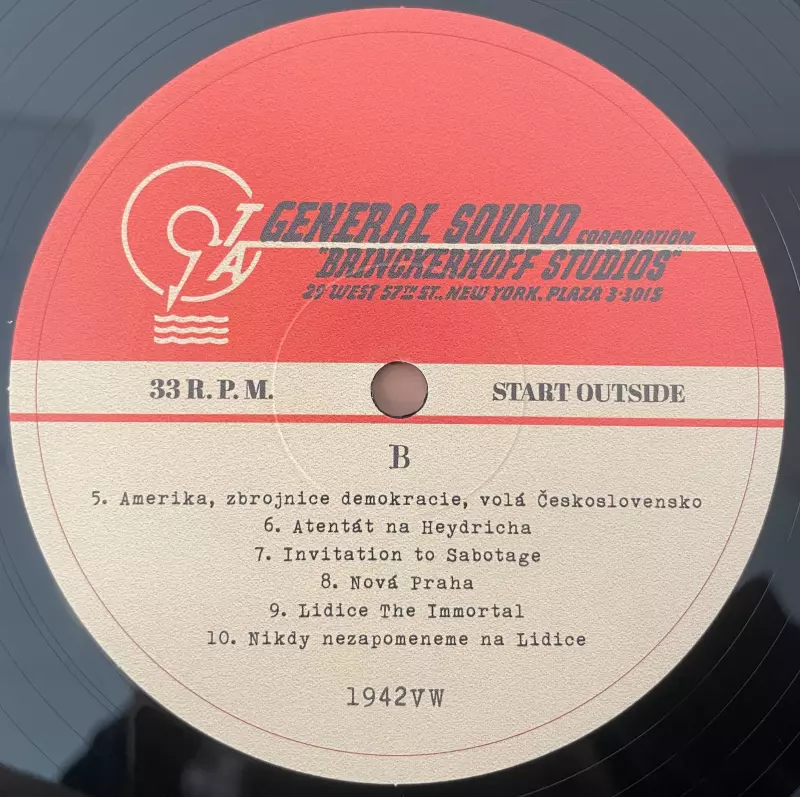 GENERAL SOUND CORPORATION
"BRINCKERHOFF STUDIOS"
29 WEST 57TH ST., NEW YORK. PLAZA 3-3015
33 R. P. M.
START OUTSIDE
B
5. Amerika, zbrojnice demokracie, volá Československo
6. Atentát na Heydricha
7. Invitation to Sabotage
8. Nová Praha
9. Lidice The Immortal
10. Nikdy nezapomeneme na Lidice
1942VW